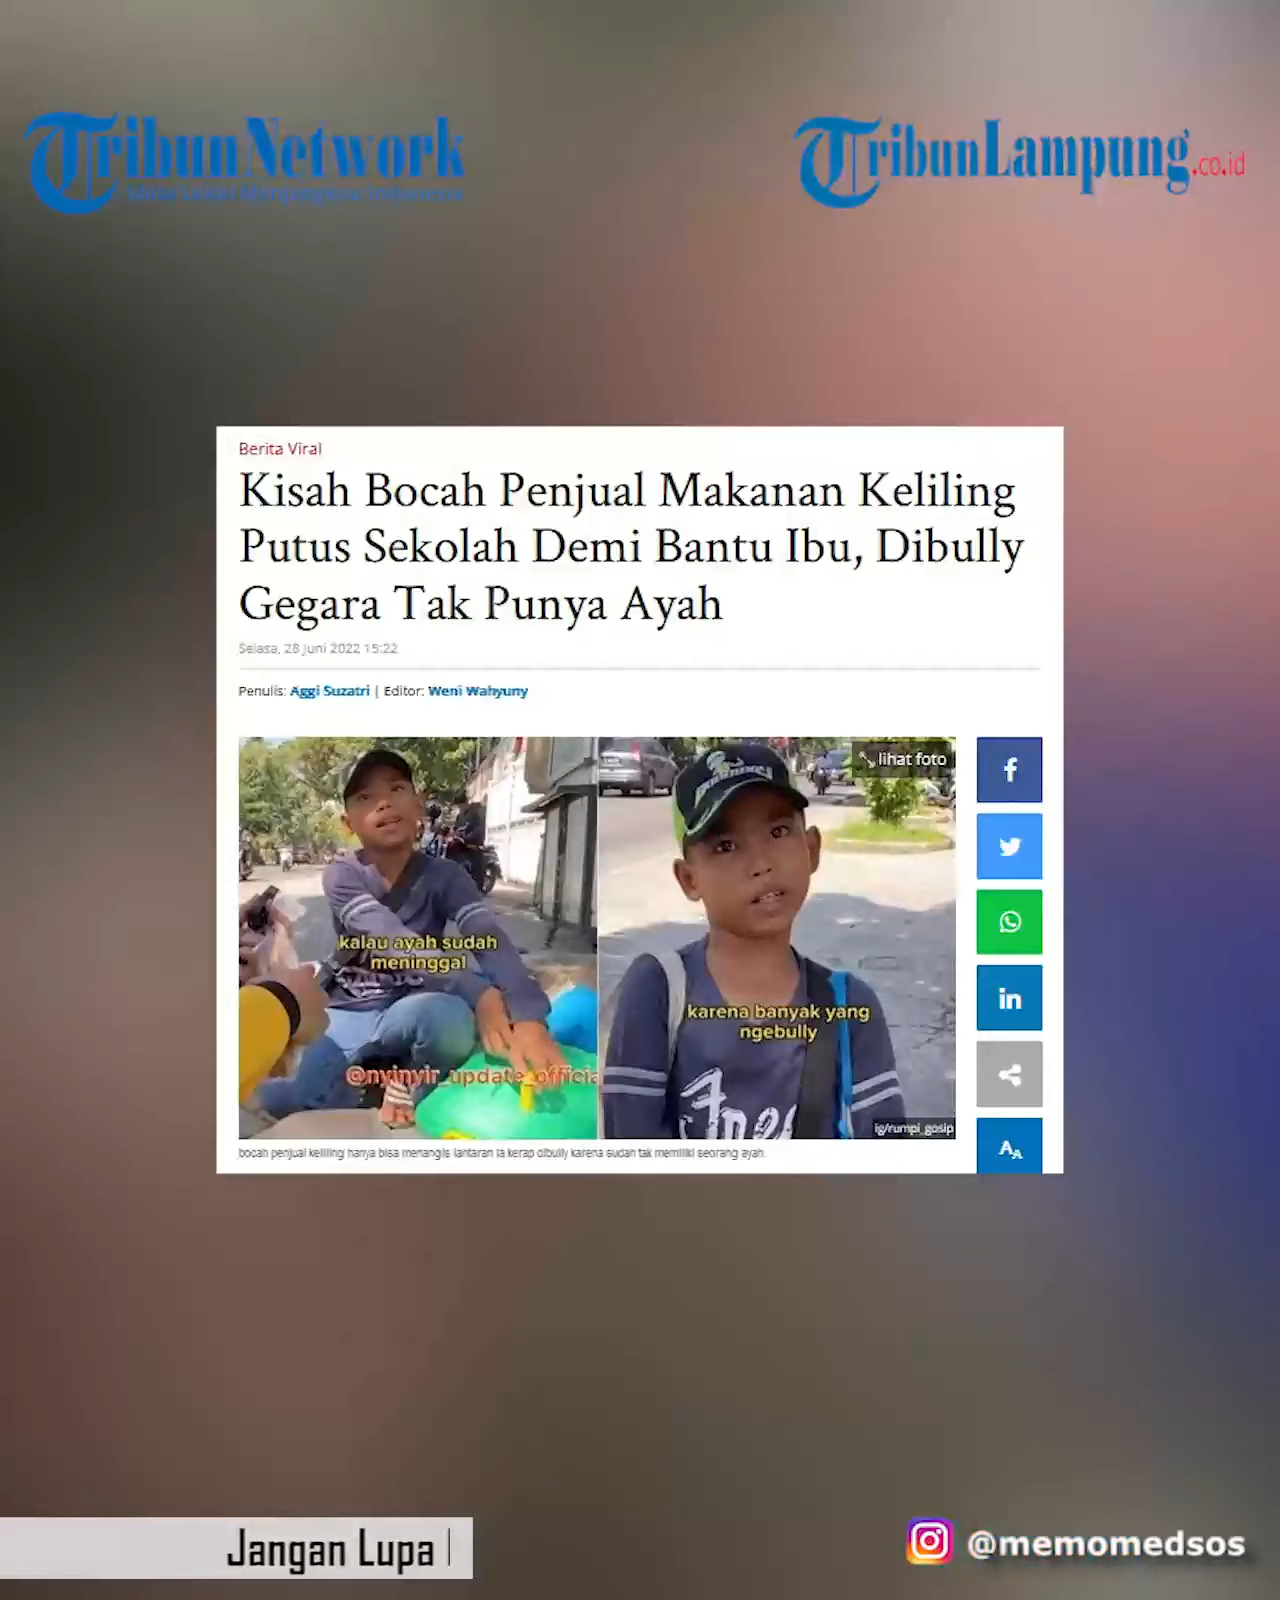 TribunNetwork
TribunLampung.co.id
Berita Viral
Kisah Bocah Penjual Makanan Keliling
Putus Sekolah Demi Bantu Ibu, Dibully
Gegara Tak Punya Ayah
Selasa, 28 Juni 2022 15:22
Penulis: Aggi Suzatri | Editor: Weni Wahyuny
lihat foto
kalau ayah sudah
meninggal
karena banyak yang
ngebully
@nyinyir_update_officia
ig/rumpi_gosip
bocah penjual keliling hanya bisa menangis lantaran ia kerap dibully karena sudah tak memiliki seorang ayah.
Jangan Lupa
@memomedsos